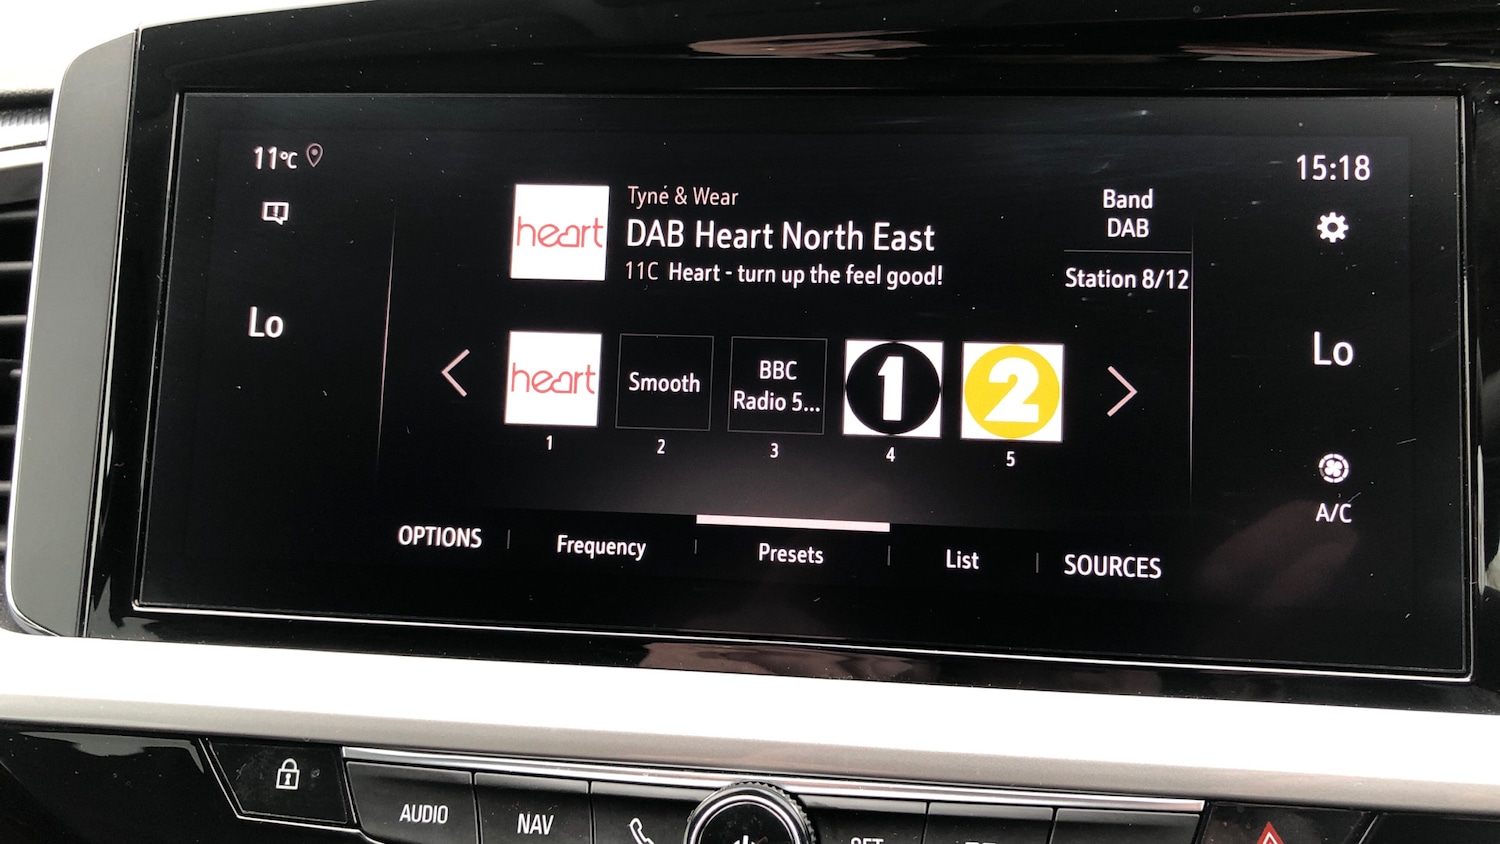 11°C
15:18
Lo
heart
Tyne & Wear
DAB Heart North East
11C Heart - turn up the feel good!
Band
DAB
Station 8/12
Lo
heart
Smooth
BBC
Radio 5...
1
2
1
2
3
4
5
A/C
OPTIONS
Frequency
Presets
List
SOURCES
AUDIO
NAV